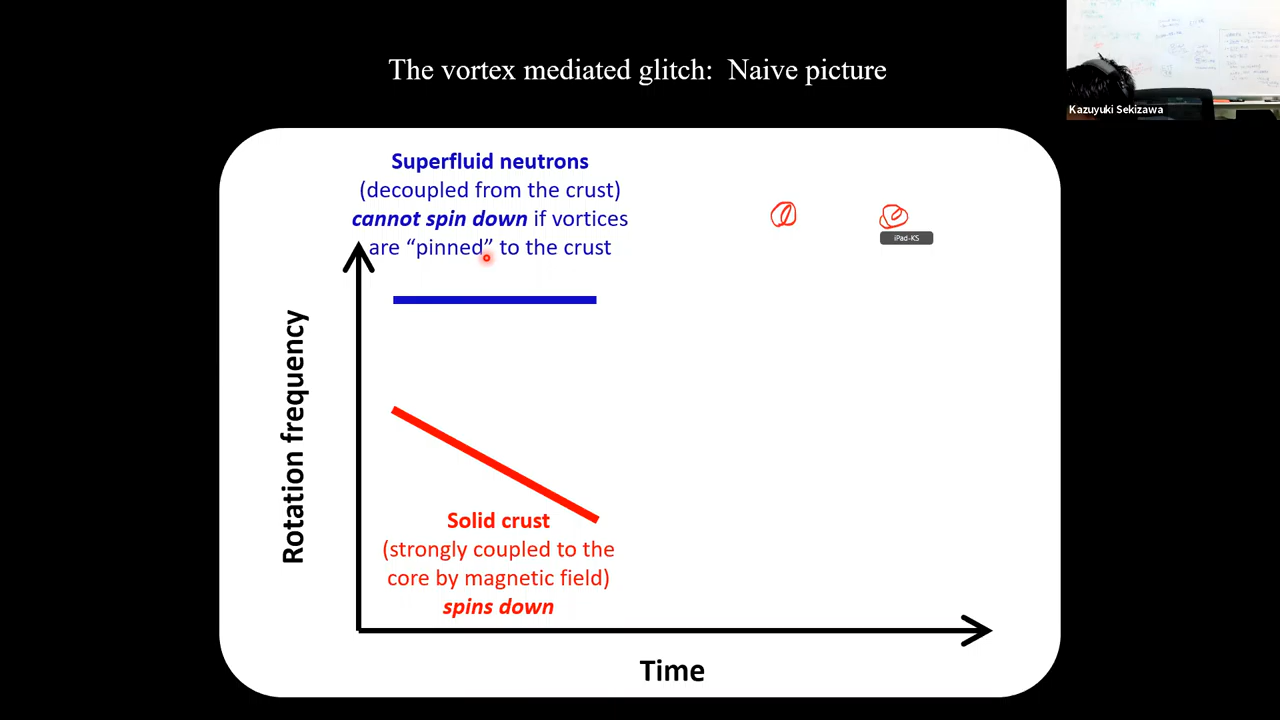 The vortex mediated glitch: Naive picture
Kazuyuki Sekizawa
Superfluid neutrons
(decoupled from the crust)
cannot spin down if vortices
are “pinned” to the crust
iPad-KS
Rotation frequency
Solid crust
(strongly coupled to the
core by magnetic field)
spins down
Time